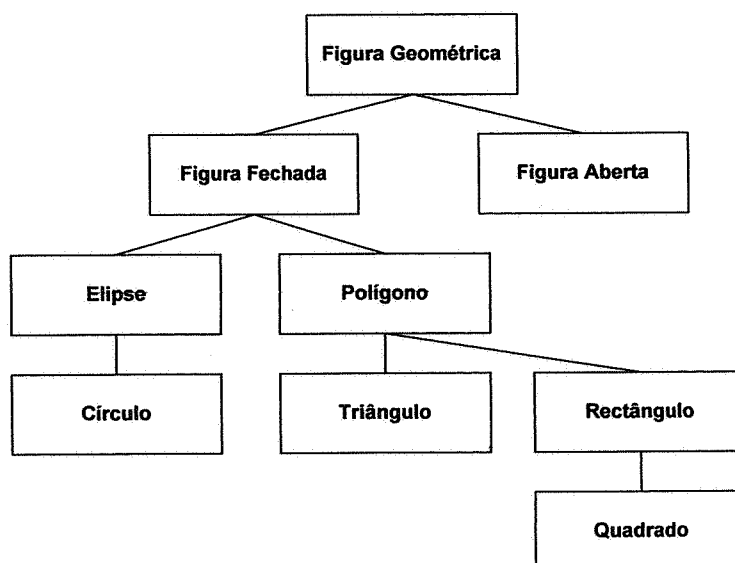 Figura Geométrica
Figura Fechada
Figura Aberta
Elipse
Polígono
Círculo
Triângulo
Rectângulo
Quadrado